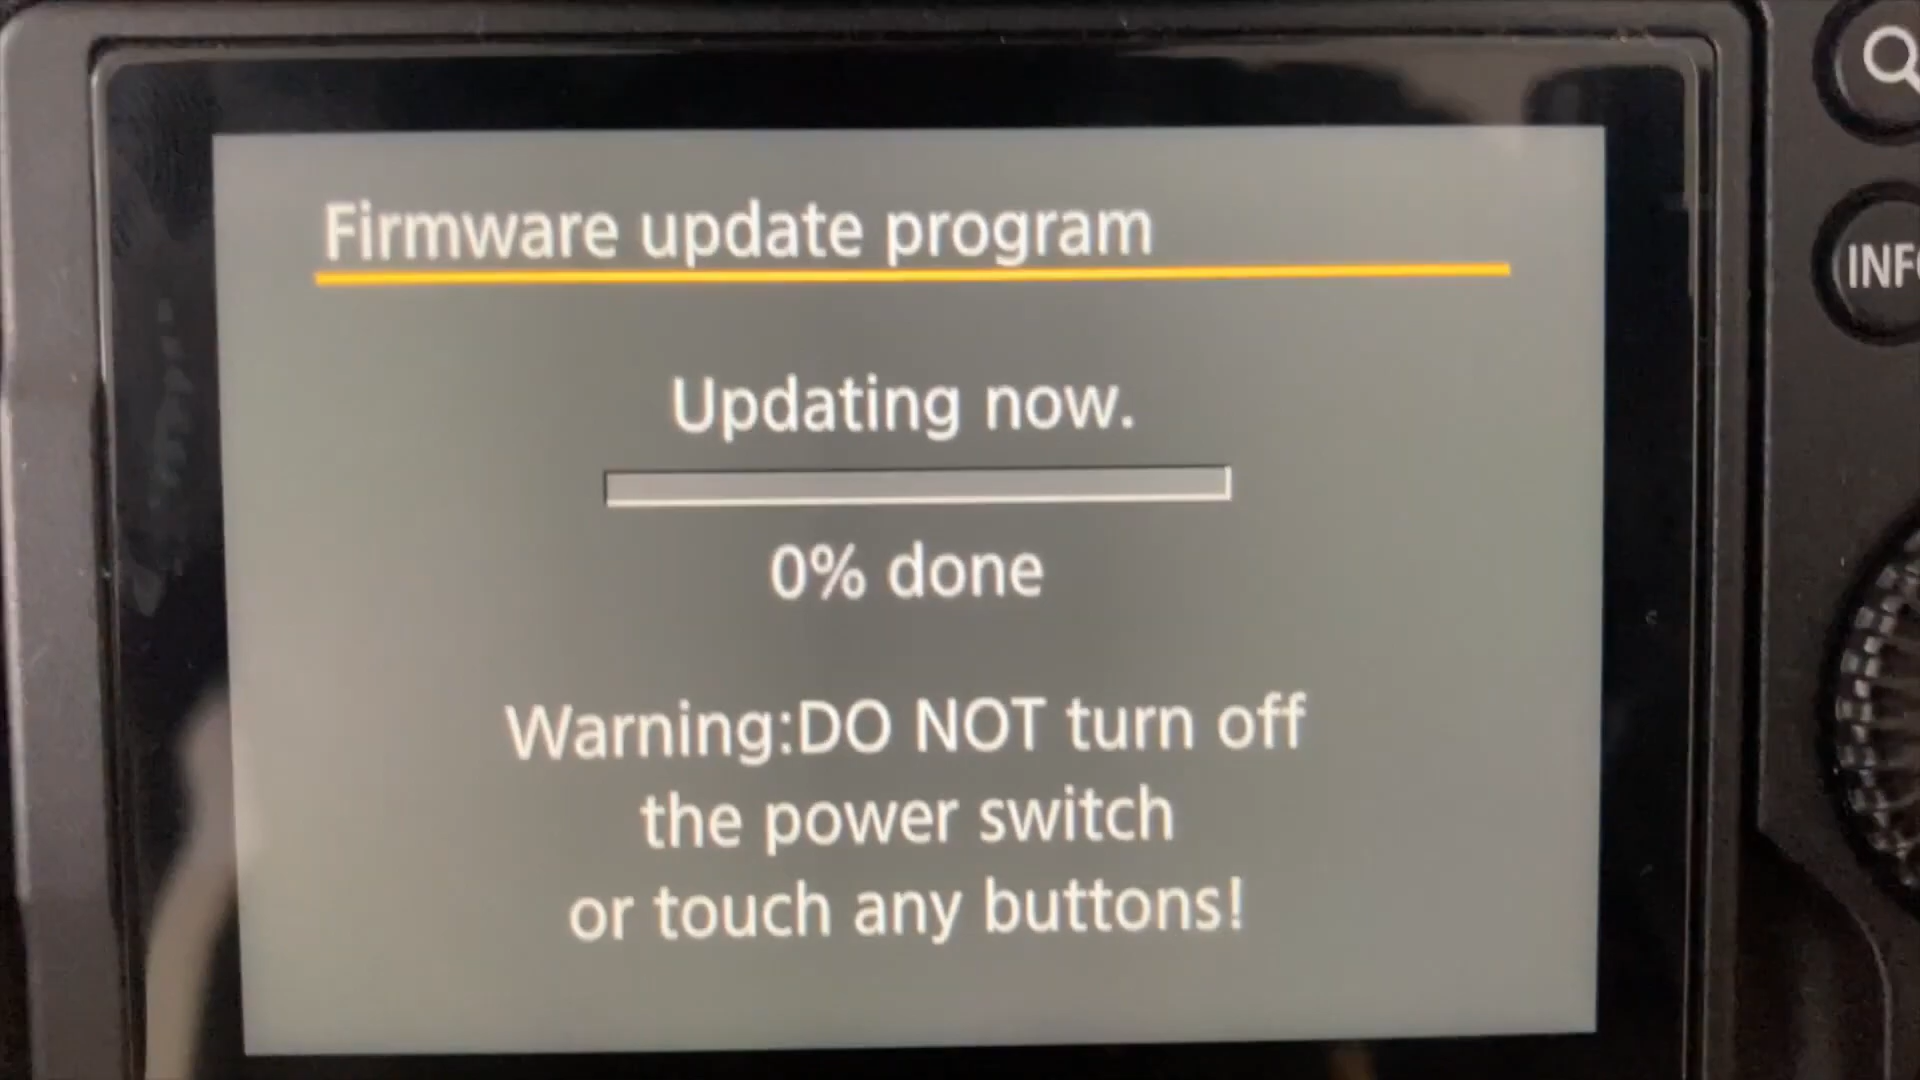 Firmware update program
Updating now.
0% done
Warning:DO NOT turn off
the power switch
or touch any buttons!